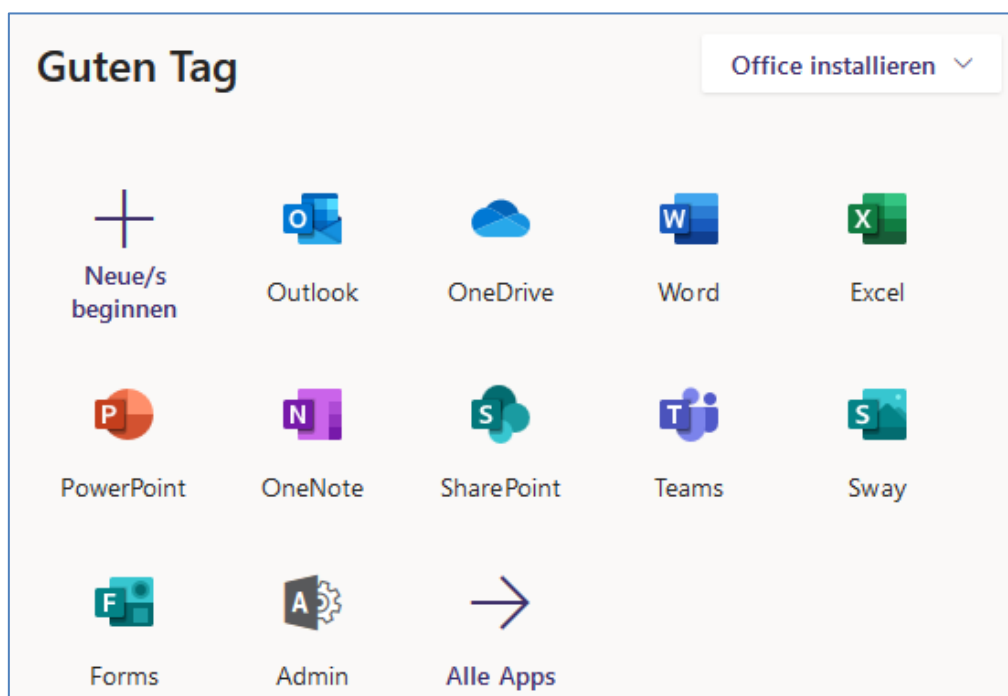 Guten Tag
Office installieren
Neue/s
beginnen
Outlook
OneDrive
Word
Excel
PowerPoint
OneNote
SharePoint
Teams
Sway
Forms
Admin
Alle Apps